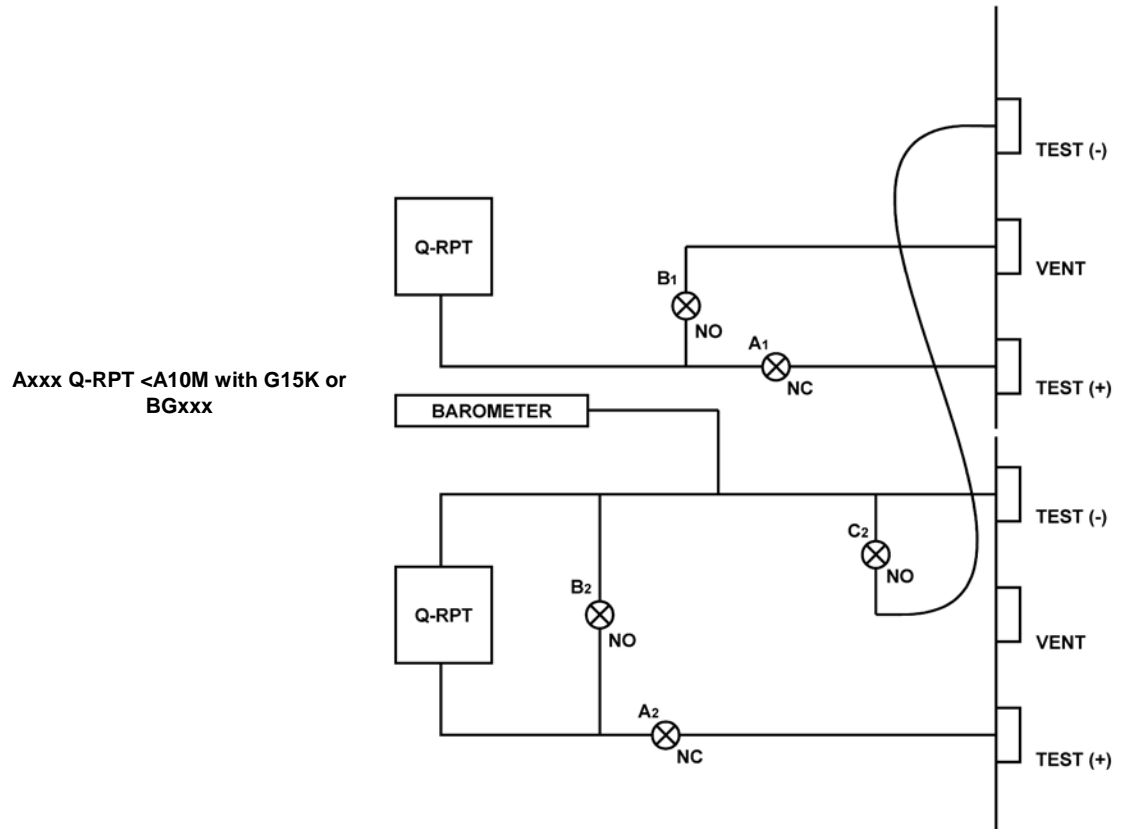 TEST (-)
Q-RPT
VENT
B1
NO
A1
NC
TEST (+)
Axxx Q-RPT <A10M with G15K or
BGxxx
BAROMETER
TEST (-)
C2
NO
Q-RPT
B2
NO
VENT
A2
NC
TEST (+)